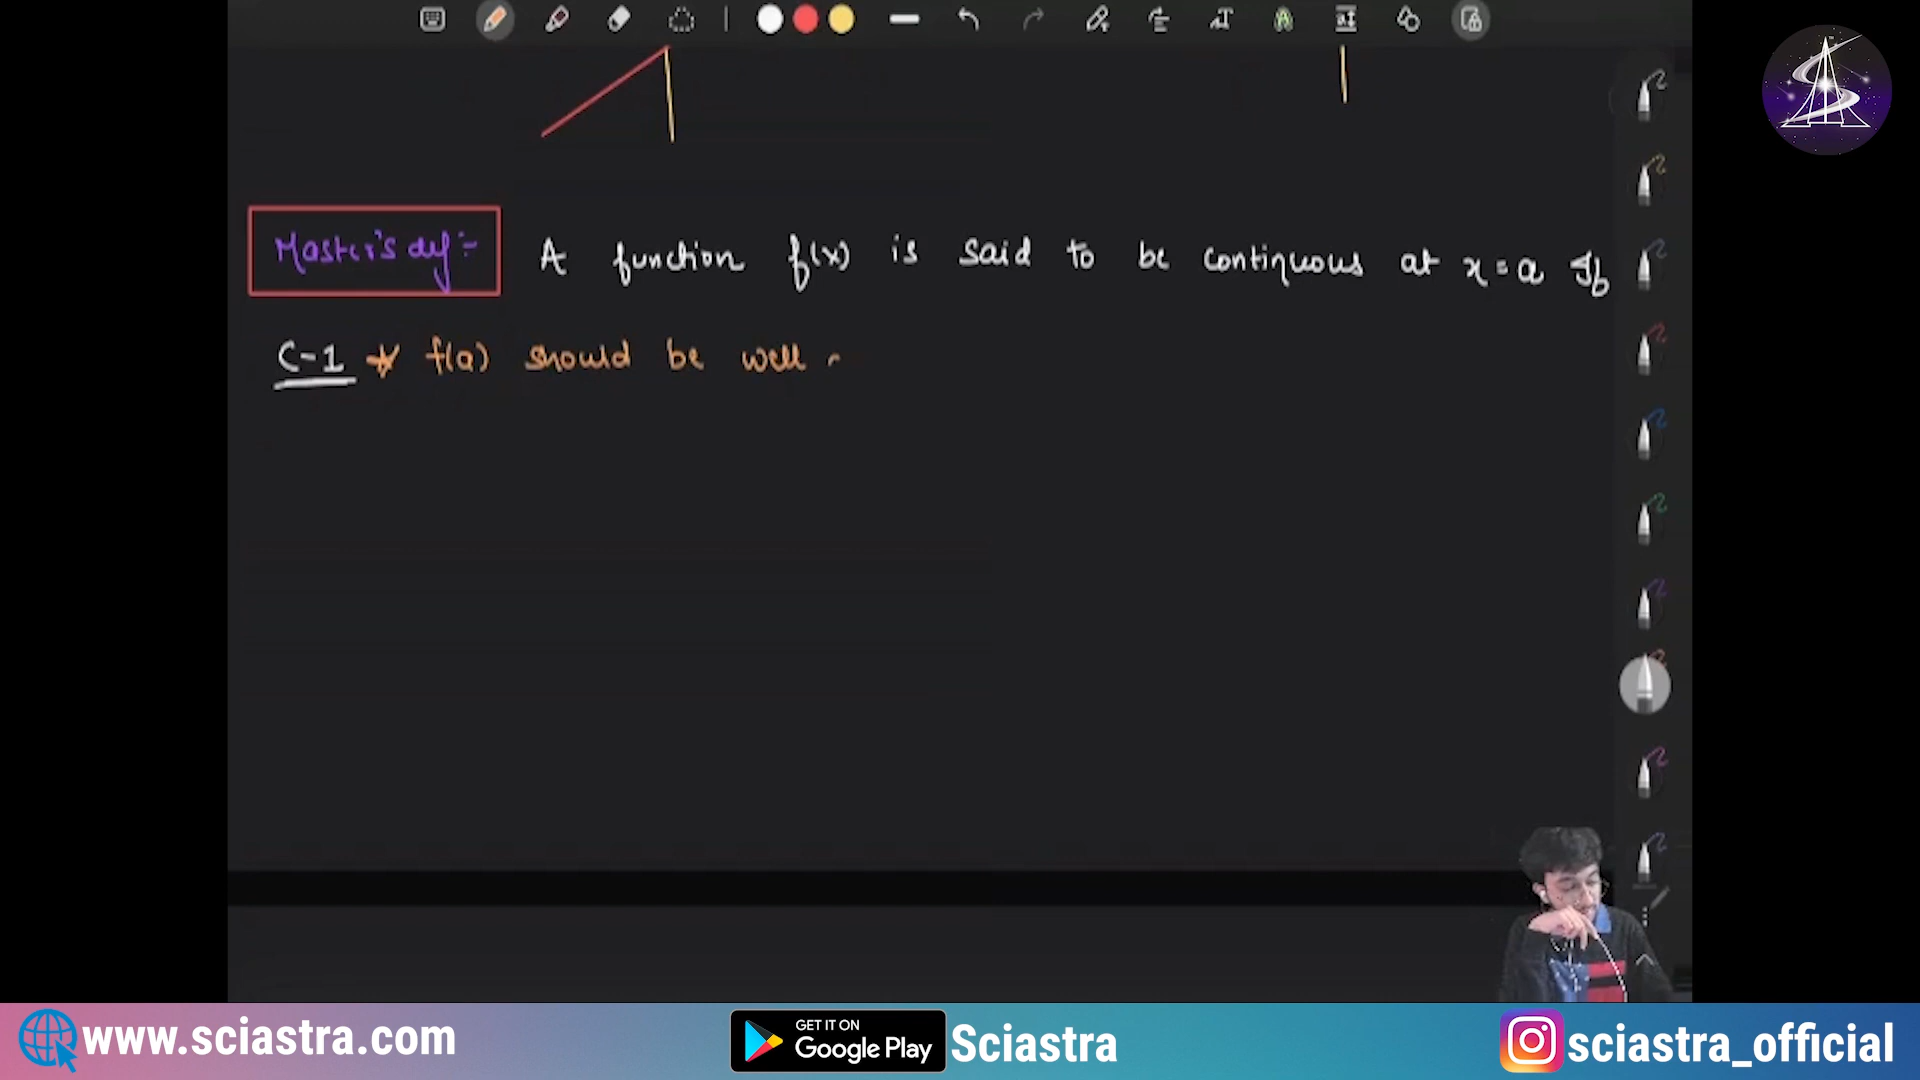 Master's def :- A function f(x) is said to be continuous at x = a If
C-1 * f(a) should be well
www.sciastra.com
GET IT ON
Google Play
Sciastra
sciastra_official